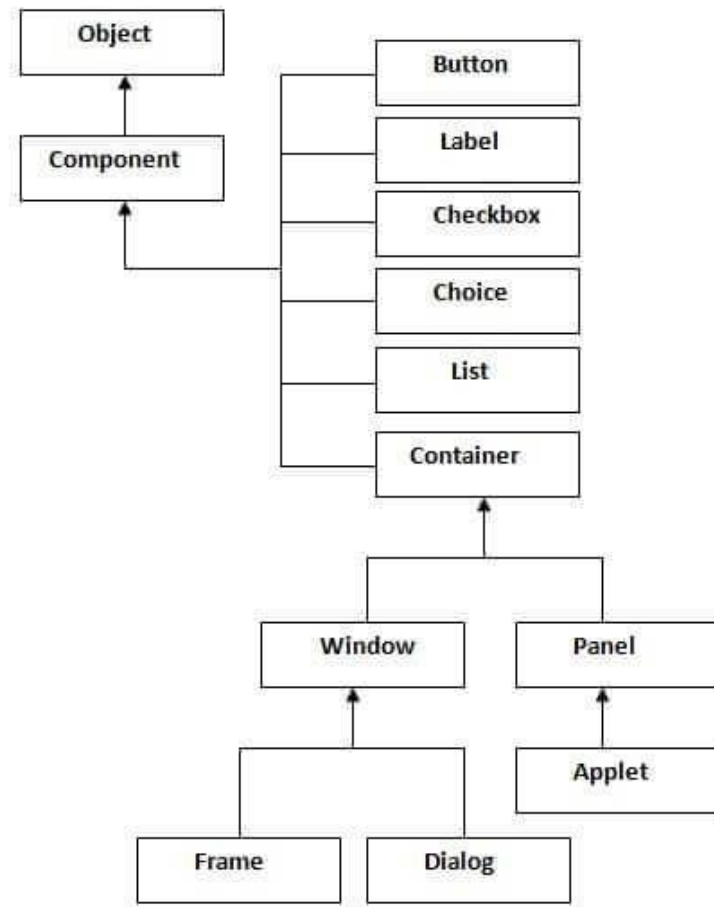 Object
Button
Component
Label
Checkbox
Choice
List
Container
Window
Panel
Applet
Frame
Dialog